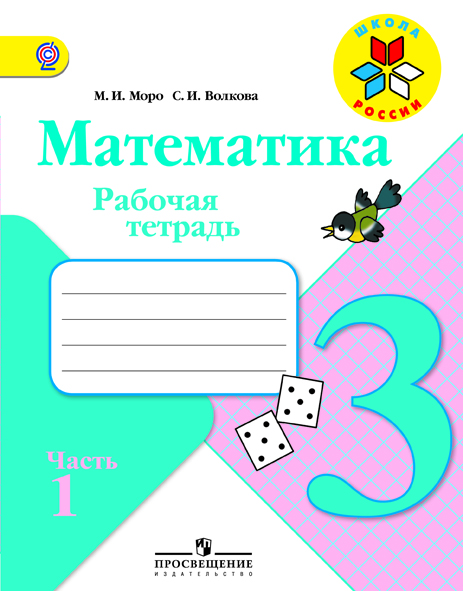 ШКОЛА
РОССИИ
М. И. Моро С. И. Волкова
Математика
Рабочая
тетрадь
3
Часть
1
ПРОСВЕЩЕНИЕ
ИЗДАТЕЛЬСТВО